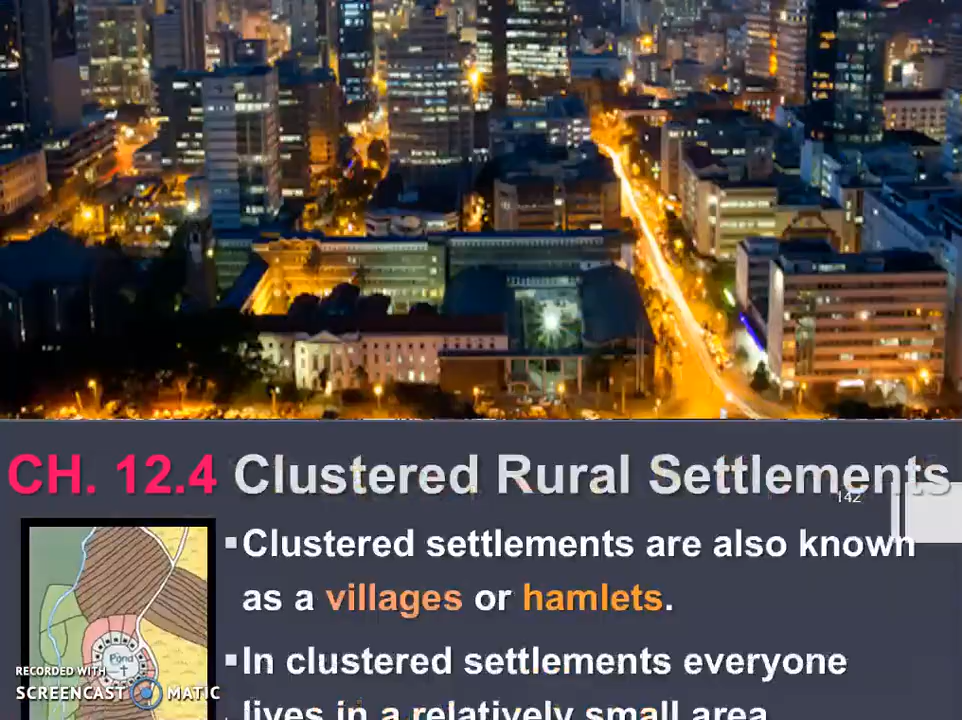 CH. 12.4 Clustered Rural Settlements
142
▪Clustered settlements are also known
as a villages or hamlets.
▪In clustered settlements everyone
lives in a relatively small area
Pond
RECORDED WITH
SCREENCAST MATIC